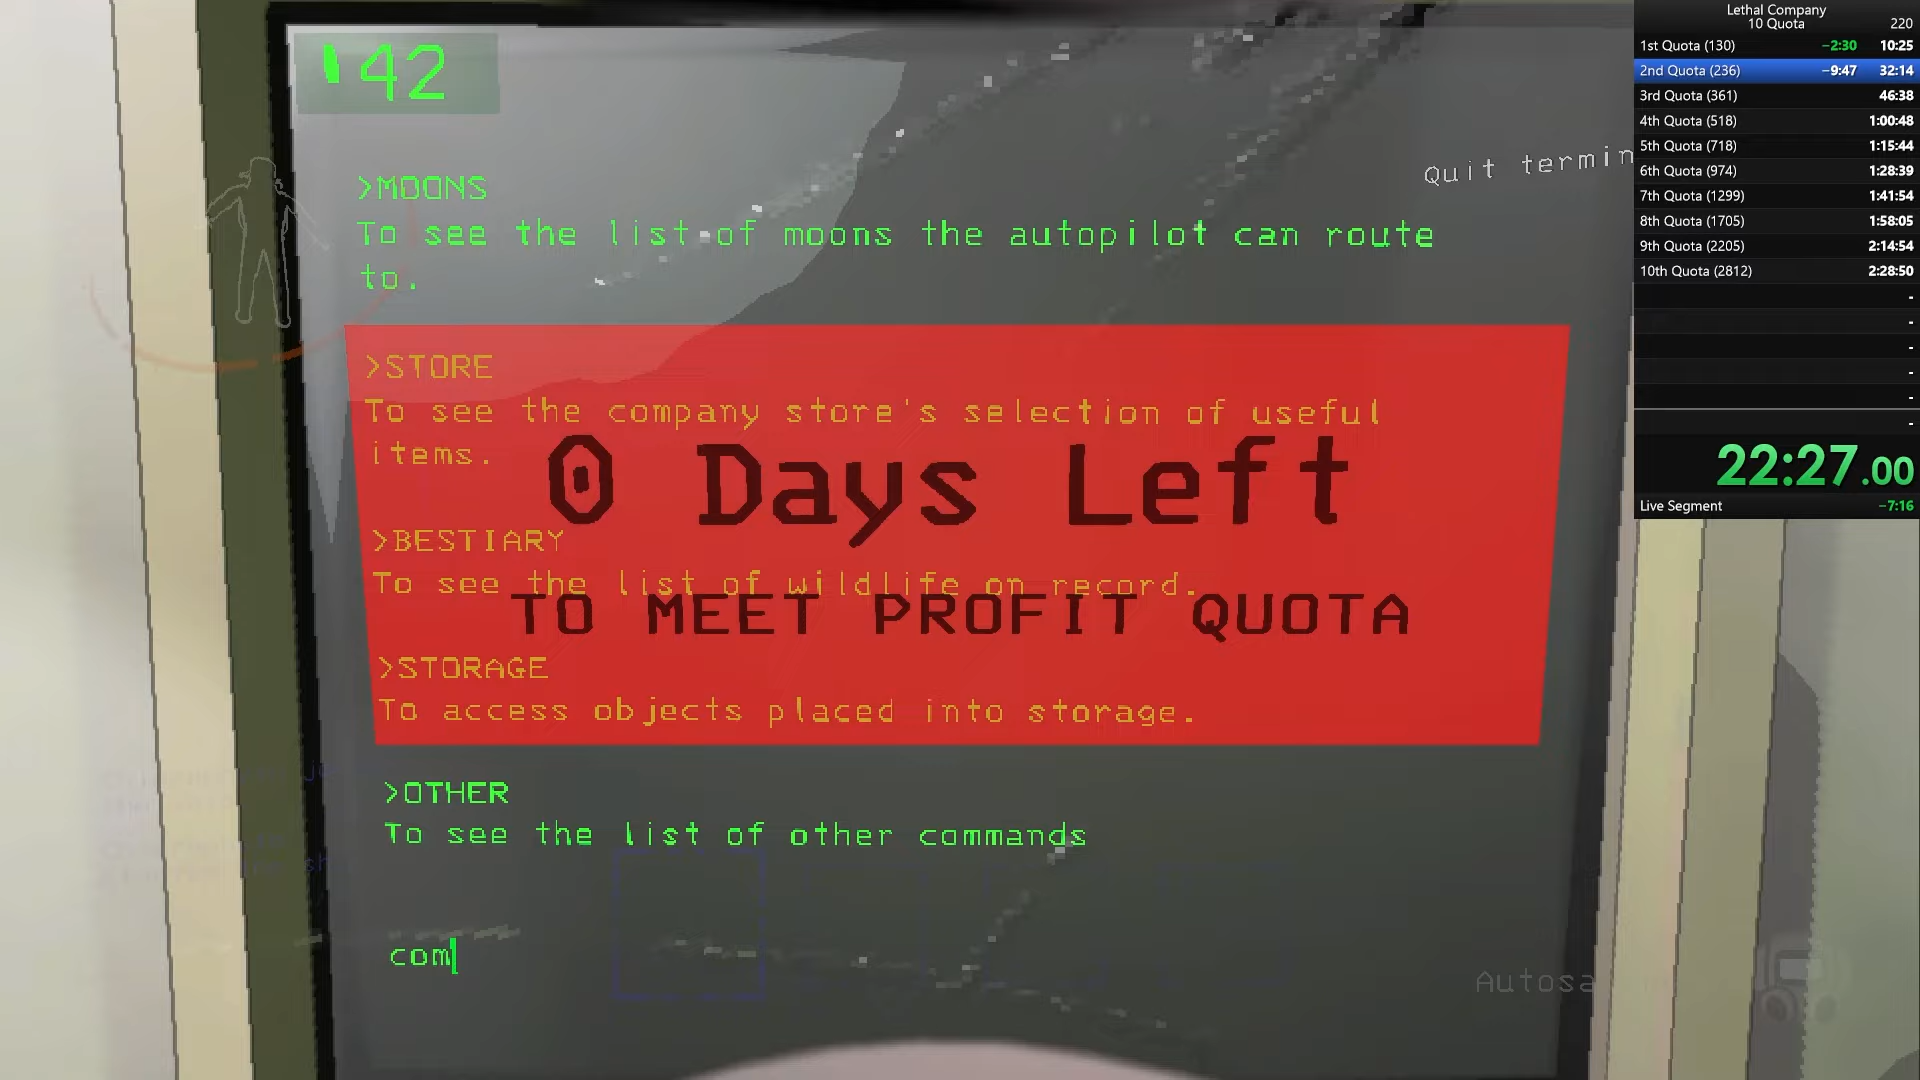 42
>MOONS
To see the list of moons the autopilot can route
to.
Quit termin
>STORE
To see the company store's selection of useful
items.
0 Days Left
>BESTIARY
To see the list of wildlife on record.
TO MEET PROFIT QUOTA
>STORAGE
To access objects placed into storage.
>OTHER
To see the list of other commands
com
Autosa
Lethal Company
10 Quota 220
1st Quota (130) −2:30 10:25
2nd Quota (236) −9:47 32:14
3rd Quota (361) 46:38
4th Quota (518) 1:00:48
5th Quota (718) 1:15:44
6th Quota (974) 1:28:39
7th Quota (1299) 1:41:54
8th Quota (1705) 1:58:05
9th Quota (2205) 2:14:54
10th Quota (2812) 2:28:50
-
-
-
-
-
-
22:27.00
Live Segment −7:16